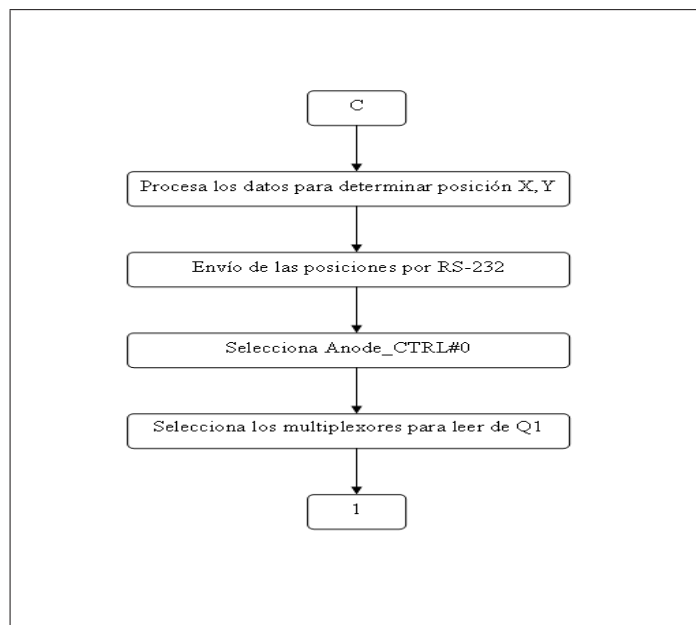 C
Procesa los datos para determinar posición X,Y
Envío de las posiciones por RS-232
Selecciona Anode_CTRL#0
Selecciona los multiplexores para leer de Q1
1